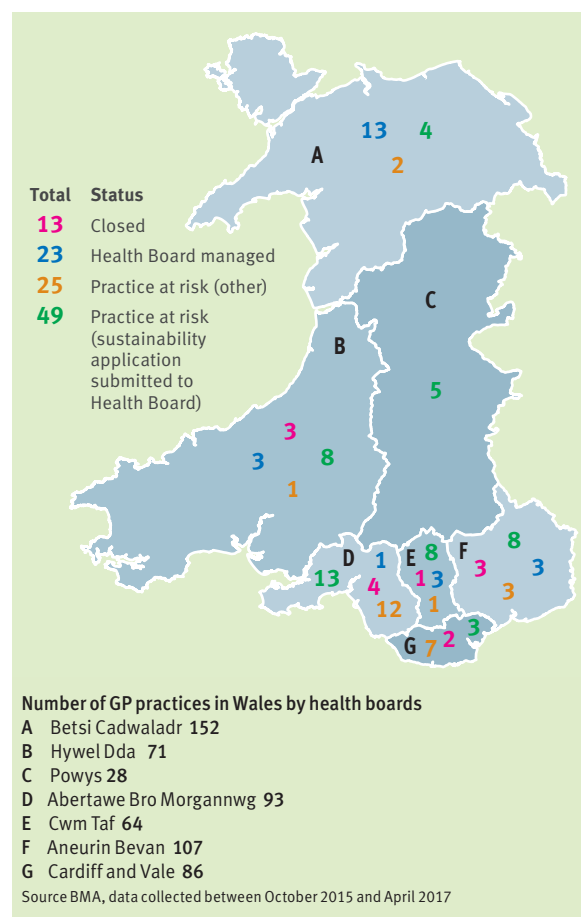 A
13
4
2
Total Status
13 Closed
23 Health Board managed
25 Practice at risk (other)
49 Practice at risk
(sustainability
application
submitted to
Health Board)
C
B
5
3
3
8
1
D
13
1
4
12
E
8
1
3
1
F
8
3
3
3
G
7
2
3
Number of GP practices in Wales by health boards
A Betsi Cadwaladr 152
B Hywel Dda 71
C Powys 28
D Abertawe Bro Morgannwg 93
E Cwm Taf 64
F Aneurin Bevan 107
G Cardiff and Vale 86
Source BMA, data collected between October 2015 and April 2017